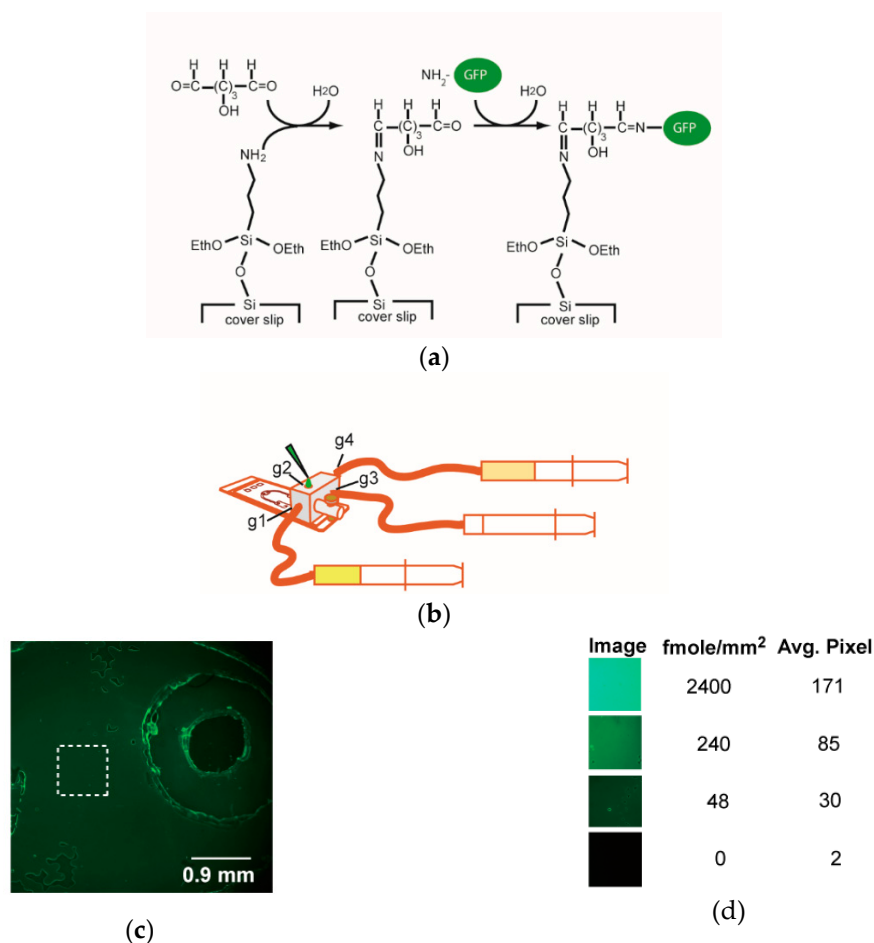 H H H
O=C-(C)3-C=O
OH
H2O
NH2
EthO Si OEth
O
Si
cover slip
H H H
C-(C)3-C=O
N OH
EthO Si OEth
O
Si
cover slip
NH2- GFP
H2O
H H H
C-(C)3-C=N- GFP
N OH
EthO Si OEth
O
Si
cover slip
(a)
g4
g2
g3
g1
(b)
0.9 mm
(c)
Image fmole/mm2 Avg. Pixel
2400 171
240 85
48 30
0 2
(d)